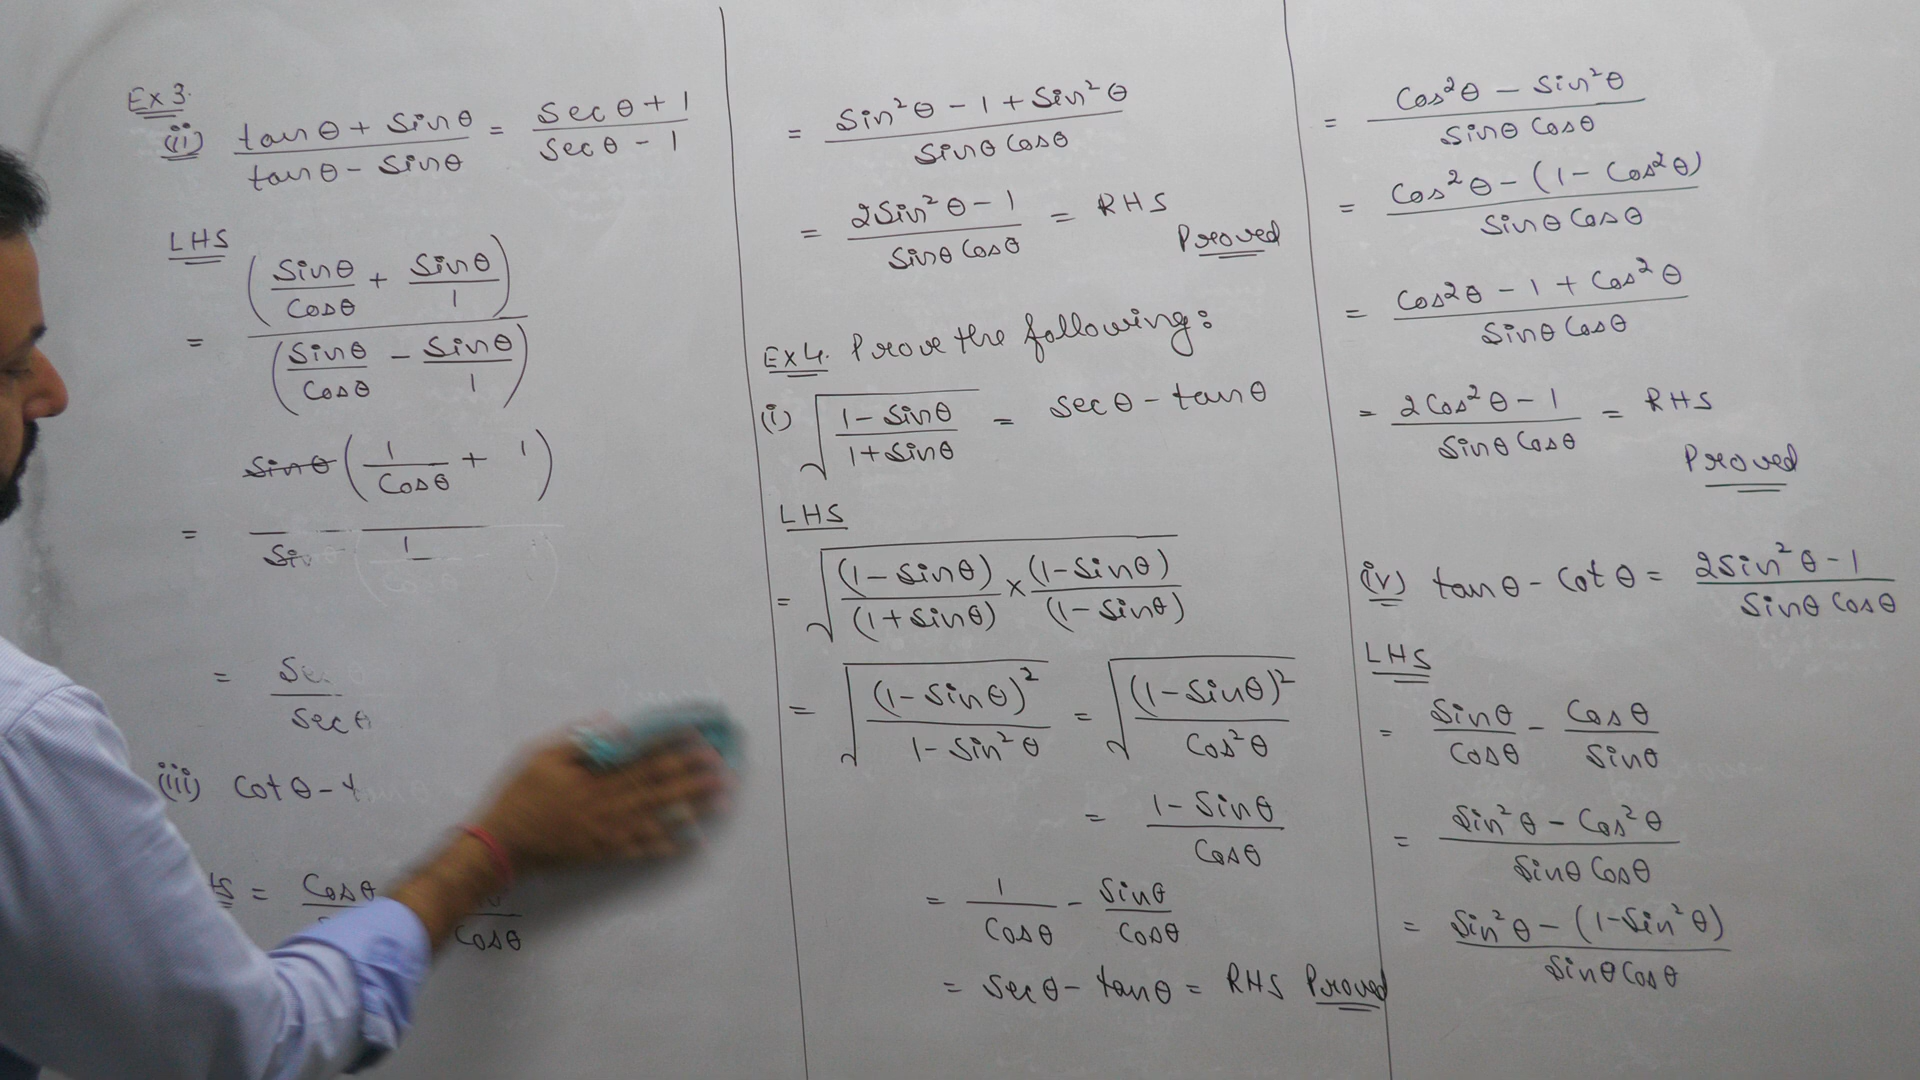 Ex 3.
(ii) (tanθ + Sinθ)/(tanθ - Sinθ) = (Secθ + 1)/(Secθ - 1)
LHS
= (Sinθ/Cosθ + Sinθ/1)/(Sinθ/Cosθ - Sinθ/1)
= Sinθ (1/Cosθ + 1)
= Secθ
(iii) Cotθ -
= Cosθ
Cosθ
= (Cos²θ - Sin²θ)/(Sinθ Cosθ)
= (Cos²θ - (1 - Cos²θ))/(Sinθ Cosθ)
= (Cos²θ - 1 + Cos²θ)/(Sinθ Cosθ)
= (2Cos²θ - 1)/(Sinθ Cosθ) = RHS
Proved
(iv) tanθ - Cotθ = (2Sin²θ - 1)/(Sinθ Cosθ)
LHS
= Sinθ/Cosθ - Cosθ/Sinθ
= (Sin²θ - Cos²θ)/(Sinθ Cosθ)
= (Sin²θ - (1 - Sin²θ))/(Sinθ Cosθ)
= (Sin²θ - 1 + Sin²θ)/(Sinθ Cosθ)
= (2Sin²θ - 1)/(Sinθ Cosθ) = RHS
Proved
Ex 4. Prove the following:
(i) √((1 - Sinθ)/(1 + Sinθ)) = Secθ - tanθ
LHS
= √((1 - Sinθ)/(1 + Sinθ) × (1 - Sinθ)/(1 - Sinθ))
= √((1 - Sinθ)²/(1 - Sin²θ)) = √((1 - Sinθ)²/Cos²θ)
= (1 - Sinθ)/Cosθ
= 1/Cosθ - Sinθ/Cosθ
= Secθ - tanθ = RHS Proved